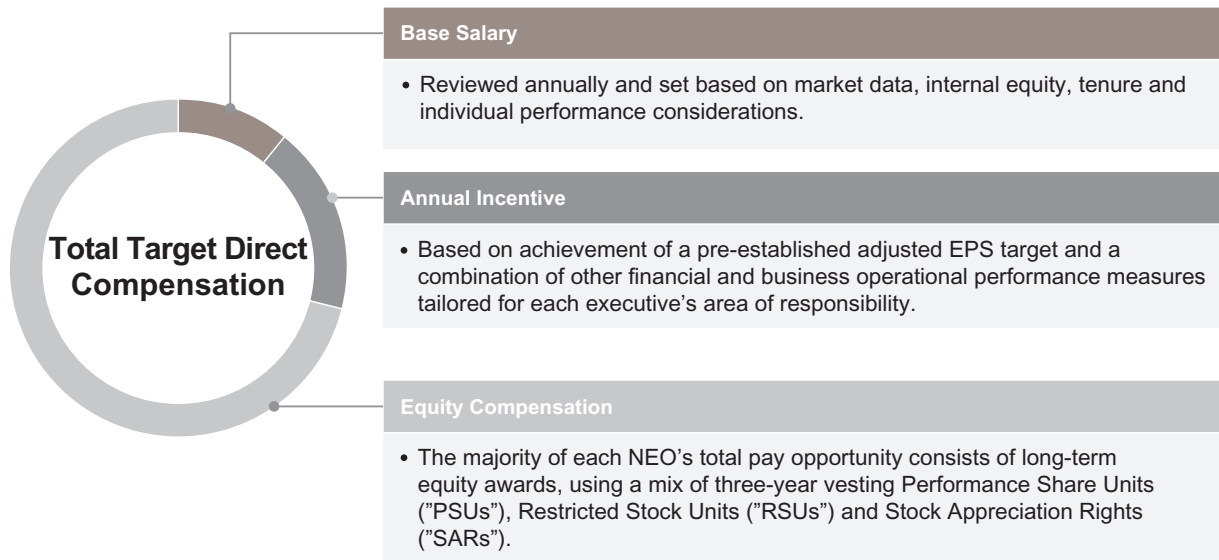 Total Target Direct
Compensation
Base Salary
• Reviewed annually and set based on market data, internal equity, tenure and
individual performance considerations.
Annual Incentive
• Based on achievement of a pre-established adjusted EPS target and a
combination of other financial and business operational performance measures
tailored for each executive’s area of responsibility.
Equity Compensation
• The majority of each NEO’s total pay opportunity consists of long-term
equity awards, using a mix of three-year vesting Performance Share Units
(”PSUs”), Restricted Stock Units (”RSUs”) and Stock Appreciation Rights
(”SARs”).